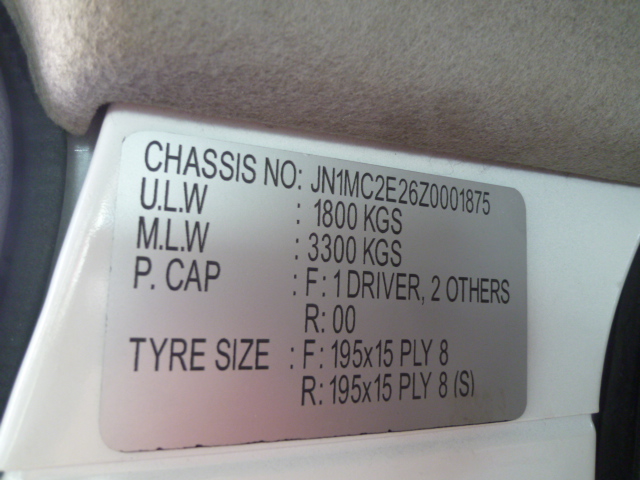 CHASSIS NO: JN1MC2E26Z0001875
U.L.W : 1800 KGS
M.L.W : 3300 KGS
P. CAP : F: 1 DRIVER, 2 OTHERS
R: 00
TYRE SIZE : F: 195x15 PLY 8
R: 195x15 PLY 8 (S)